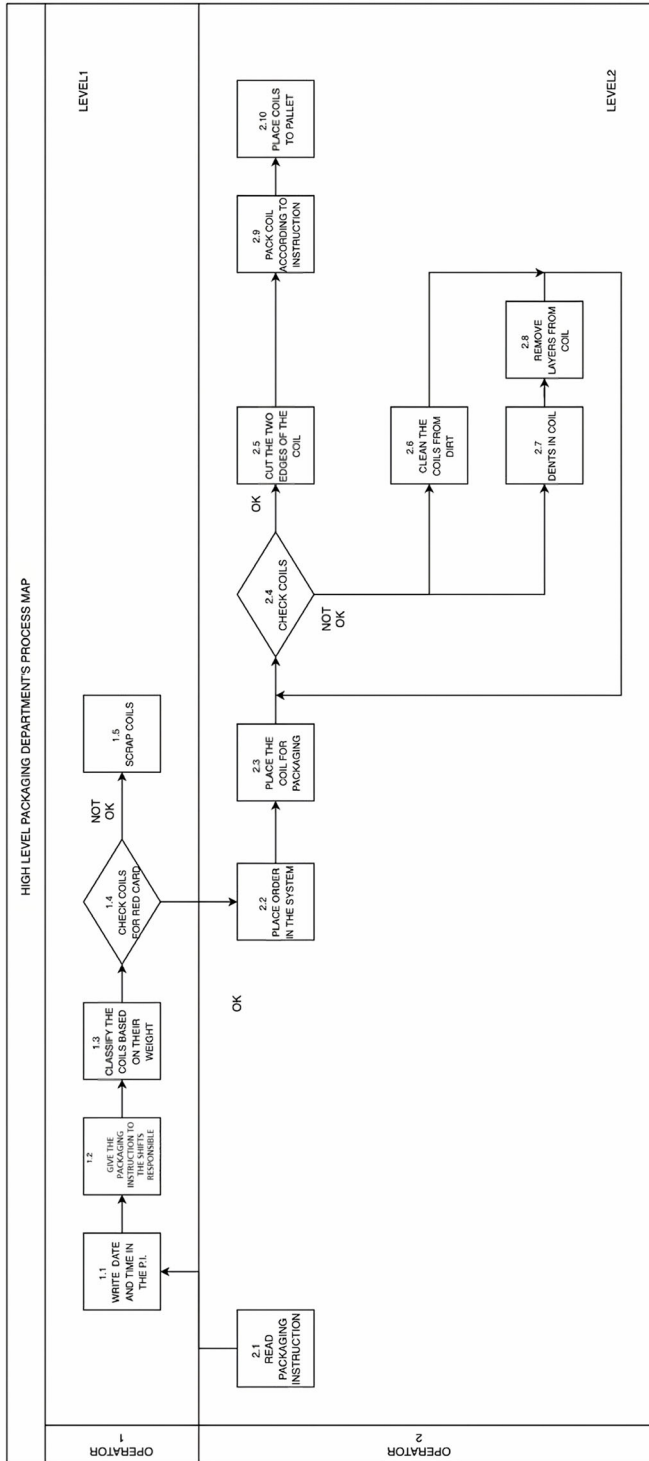 HIGH LEVEL PACKAGING DEPARTMENT'S PROCESS MAP
OPERATOR
1
LEVEL1
1.1
WRITE DATE
AND TIME IN
THE P.I.
1.2
GIVE THE
PACKAGING
INSTRUCTION TO
THE SHIFTS
RESPONSIBLE
1.3
CLASSIFY THE
COILS BASED
ON THEIR
WEIGHT
1.4
CHECK COILS
FOR RED CARD
NOT
OK
1.5
SCRAP COILS
OPERATOR
2
2.1
READ
PACKAGING
INSTRUCTION
OK
2.2
PLACE ORDER
IN THE SYSTEM
2.3
PLACE THE
COIL FOR
PACKAGING
2.4
CHECK COILS
OK
NOT
OK
2.5
CUT THE TWO
EDGES OF THE
COIL
2.6
CLEAN THE
COILS FROM
DIRT
2.7
DENTS IN COIL
2.8
REMOVE
LAYERS FROM
COIL
2.9
PACK COIL
ACCORDING TO
INSTRUCTION
2.10
PLACE COILS
TO PALLET
LEVEL2